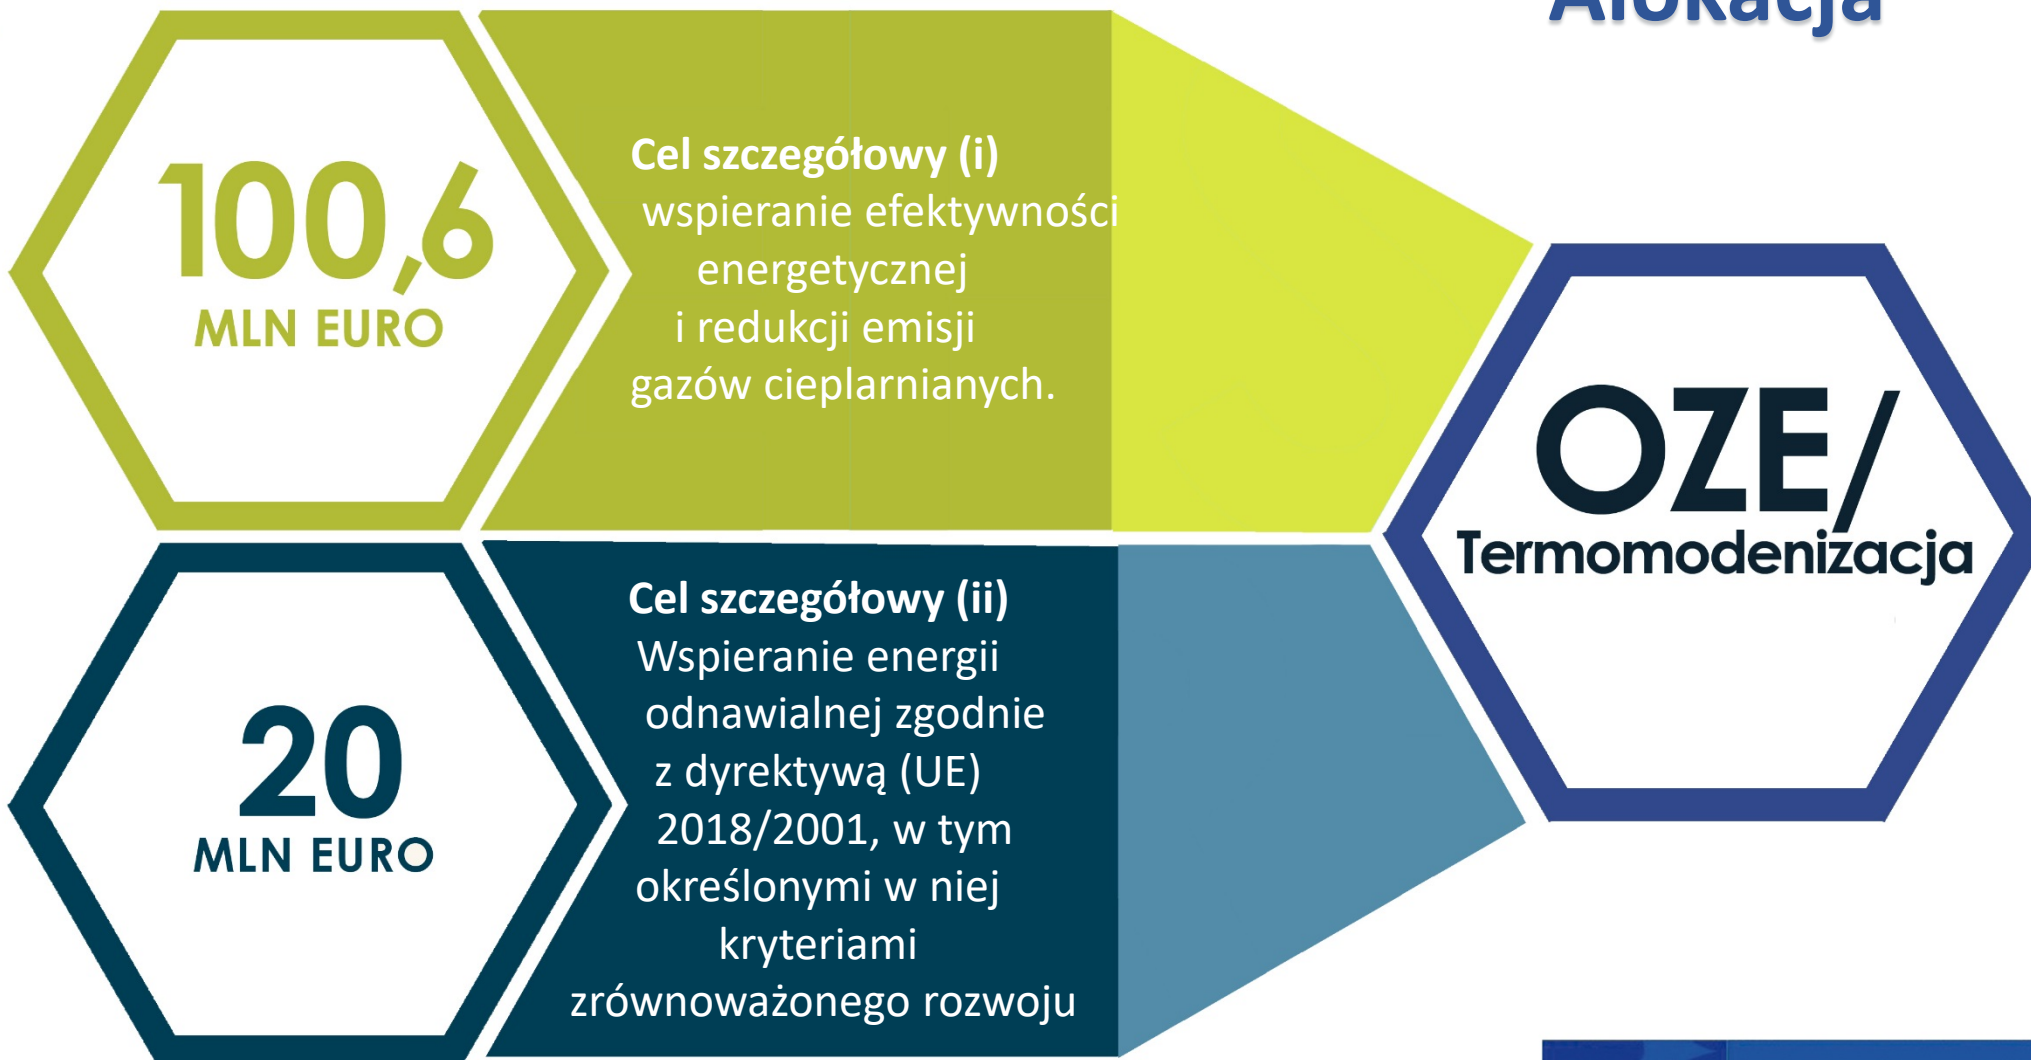 Alokacja
100,6
MLN EURO
Cel szczegółowy (i)
wspieranie efektywności
energetycznej
i redukcji emisji
gazów cieplarnianych.
OZE/
Termomodenizacja
20
MLN EURO
Cel szczegółowy (ii)
Wspieranie energii
odnawialnej zgodnie
z dyrektywą (UE)
2018/2001, w tym
określonymi w niej
kryteriami
zrównoważonego rozwoju